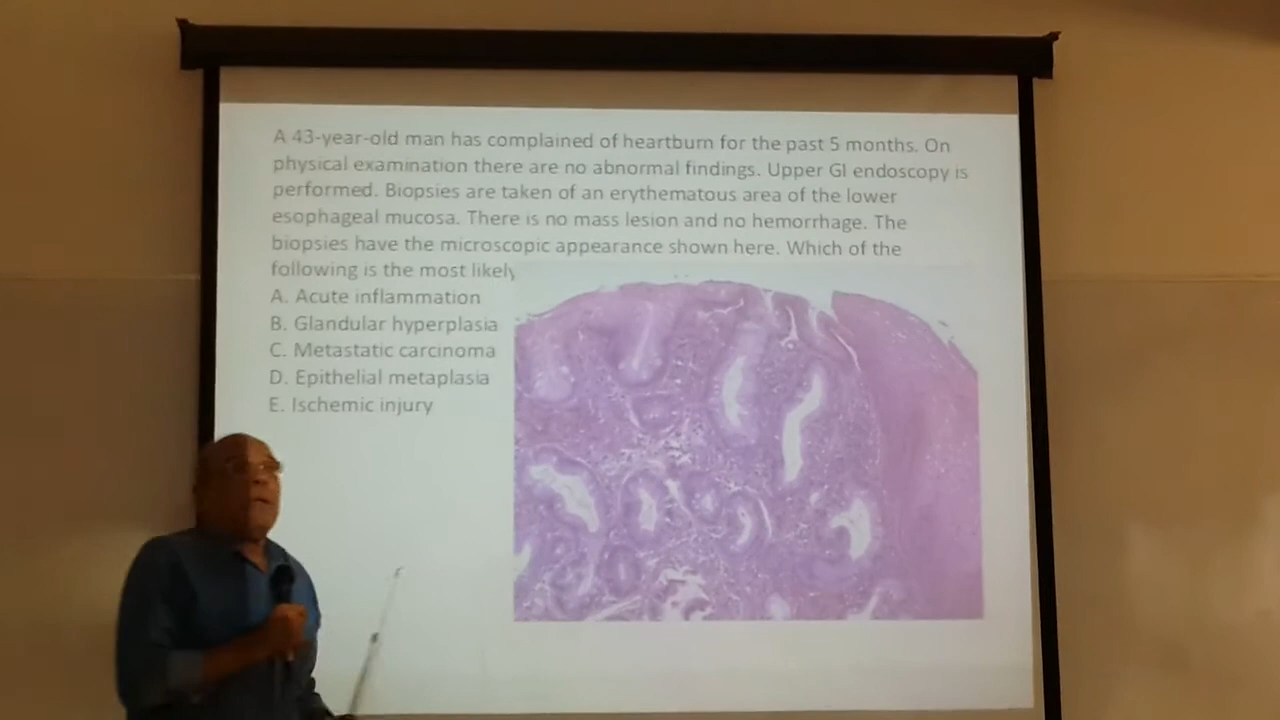 A 43-year-old man has complained of heartburn for the past 5 months. On
physical examination there are no abnormal findings. Upper GI endoscopy is
performed. Biopsies are taken of an erythematous area of the lower
esophageal mucosa. There is no mass lesion and no hemorrhage. The
biopsies have the microscopic appearance shown here. Which of the
following is the most likely
A. Acute inflammation
B. Glandular hyperplasia
C. Metastatic carcinoma
D. Epithelial metaplasia
E. Ischemic injury